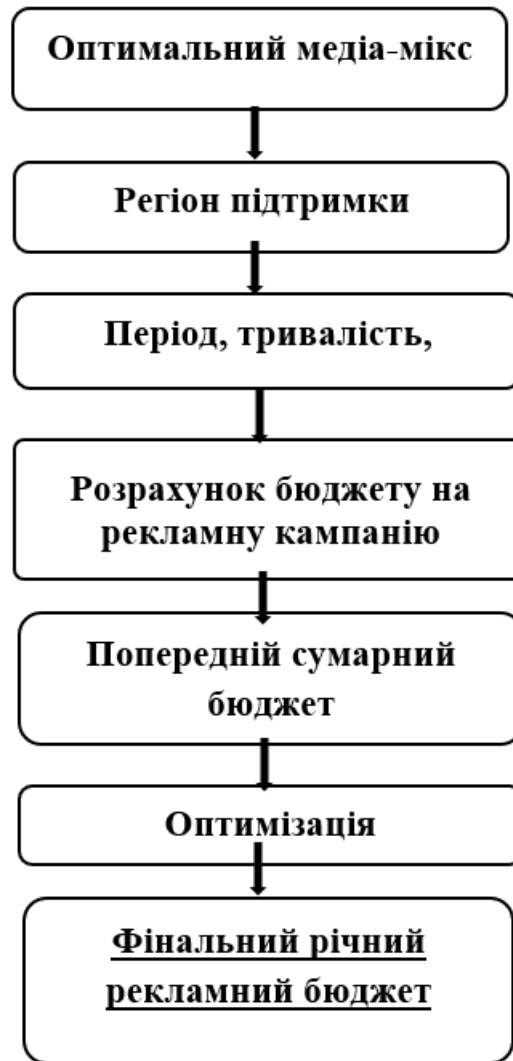 Оптимальний медіа-мікс
Регіон підтримки
Період, тривалість,
Розрахунок бюджету на
рекламну кампанію
Попередній сумарний
бюджет
Оптимізація
Фінальний річний
рекламний бюджет